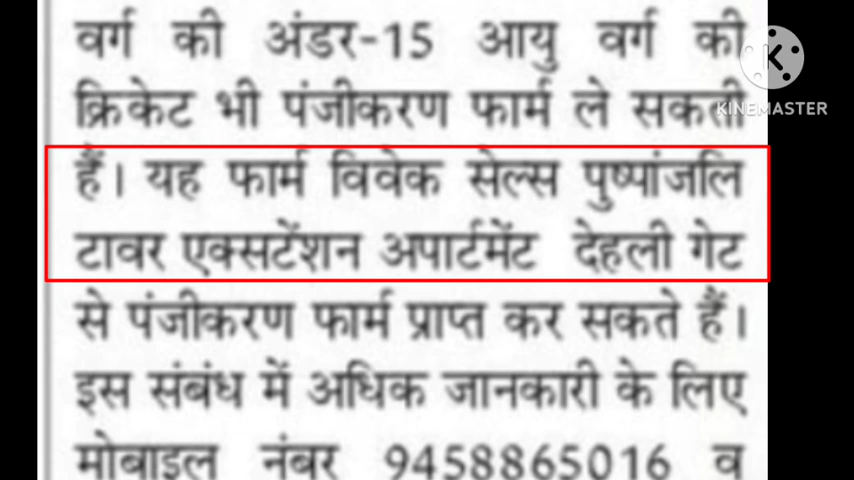 वर्ग की अंडर-15 आयु वर्ग की
क्रिकेट भी पंजीकरण फार्म ले सकती
हैं। यह फार्म विवेक सेल्स पुष्पांजलि
टावर एक्सटेंशन अपार्टमेंट देहली गेट
से पंजीकरण फार्म प्राप्त कर सकते हैं।
इस संबंध में अधिक जानकारी के लिए
मोबाइल नंबर 9458865016 व
KINEMASTER